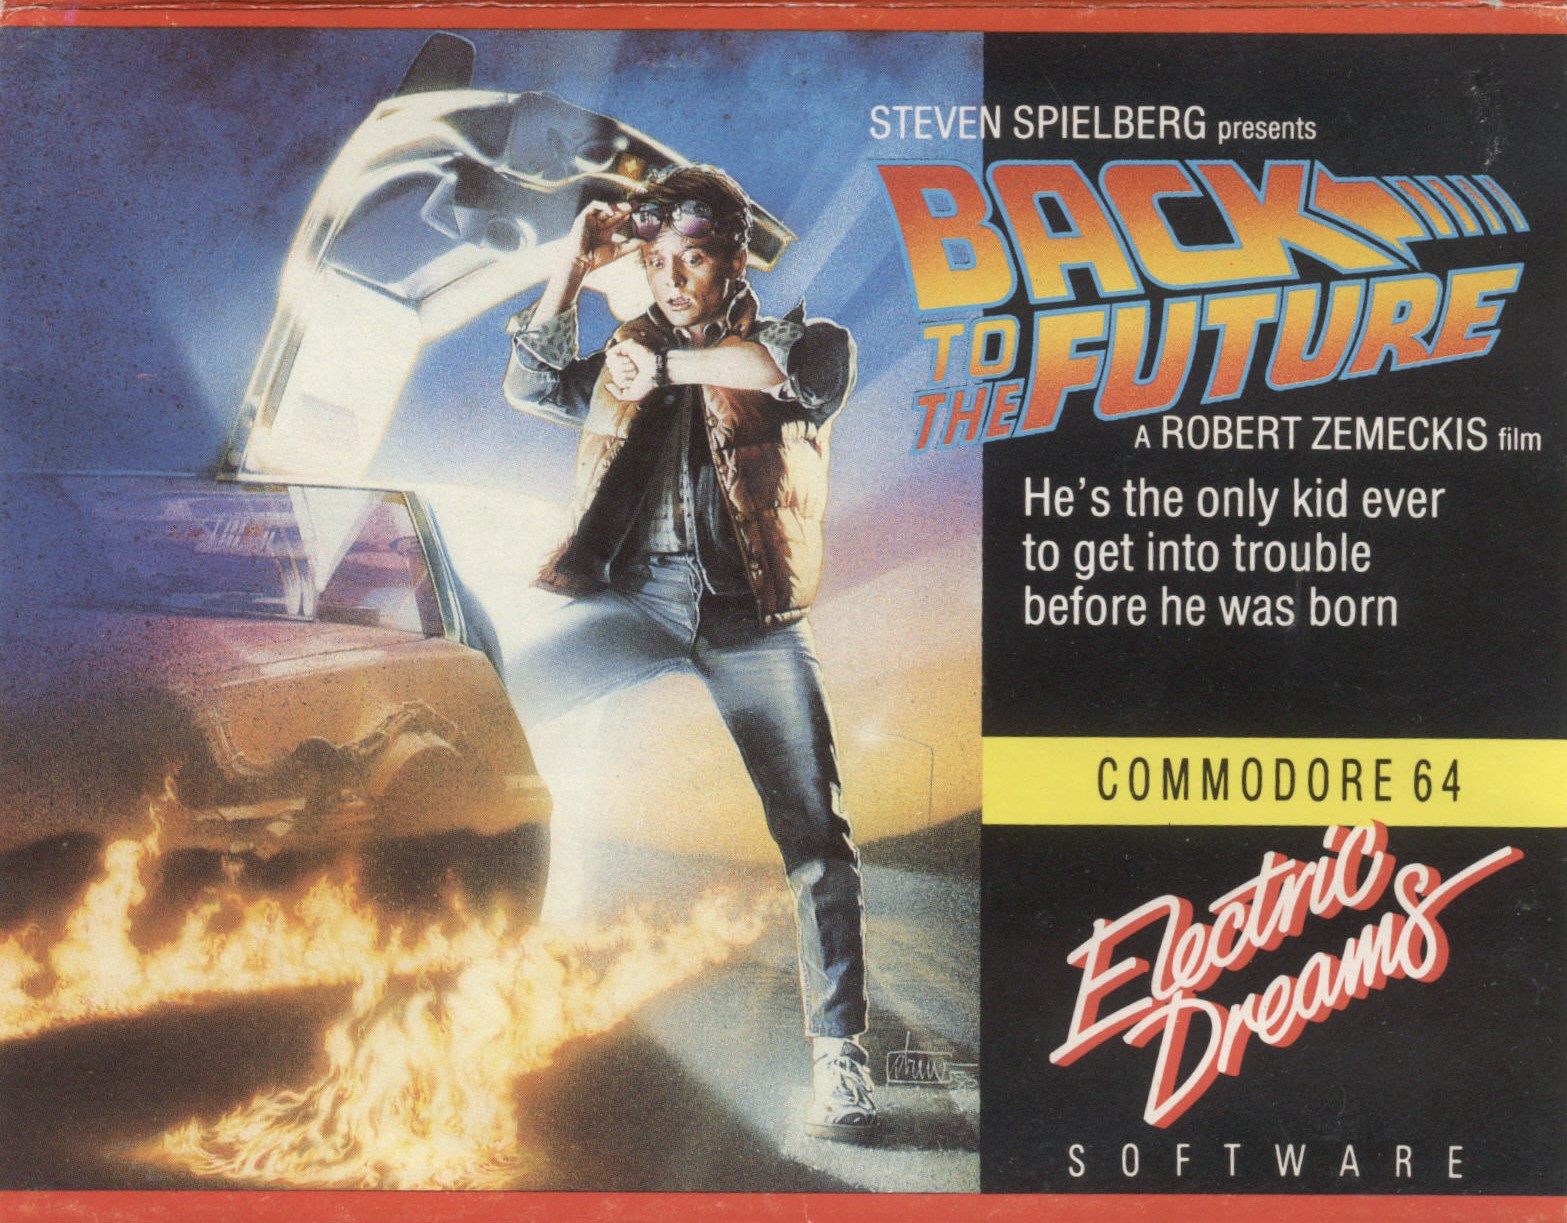 STEVEN SPIELBERG presents
BACK
TO
THE FUTURE
A ROBERT ZEMECKIS film
He's the only kid ever
to get into trouble
before he was born
COMMODORE 64
Electric
Dreams
SOFTWARE
drew